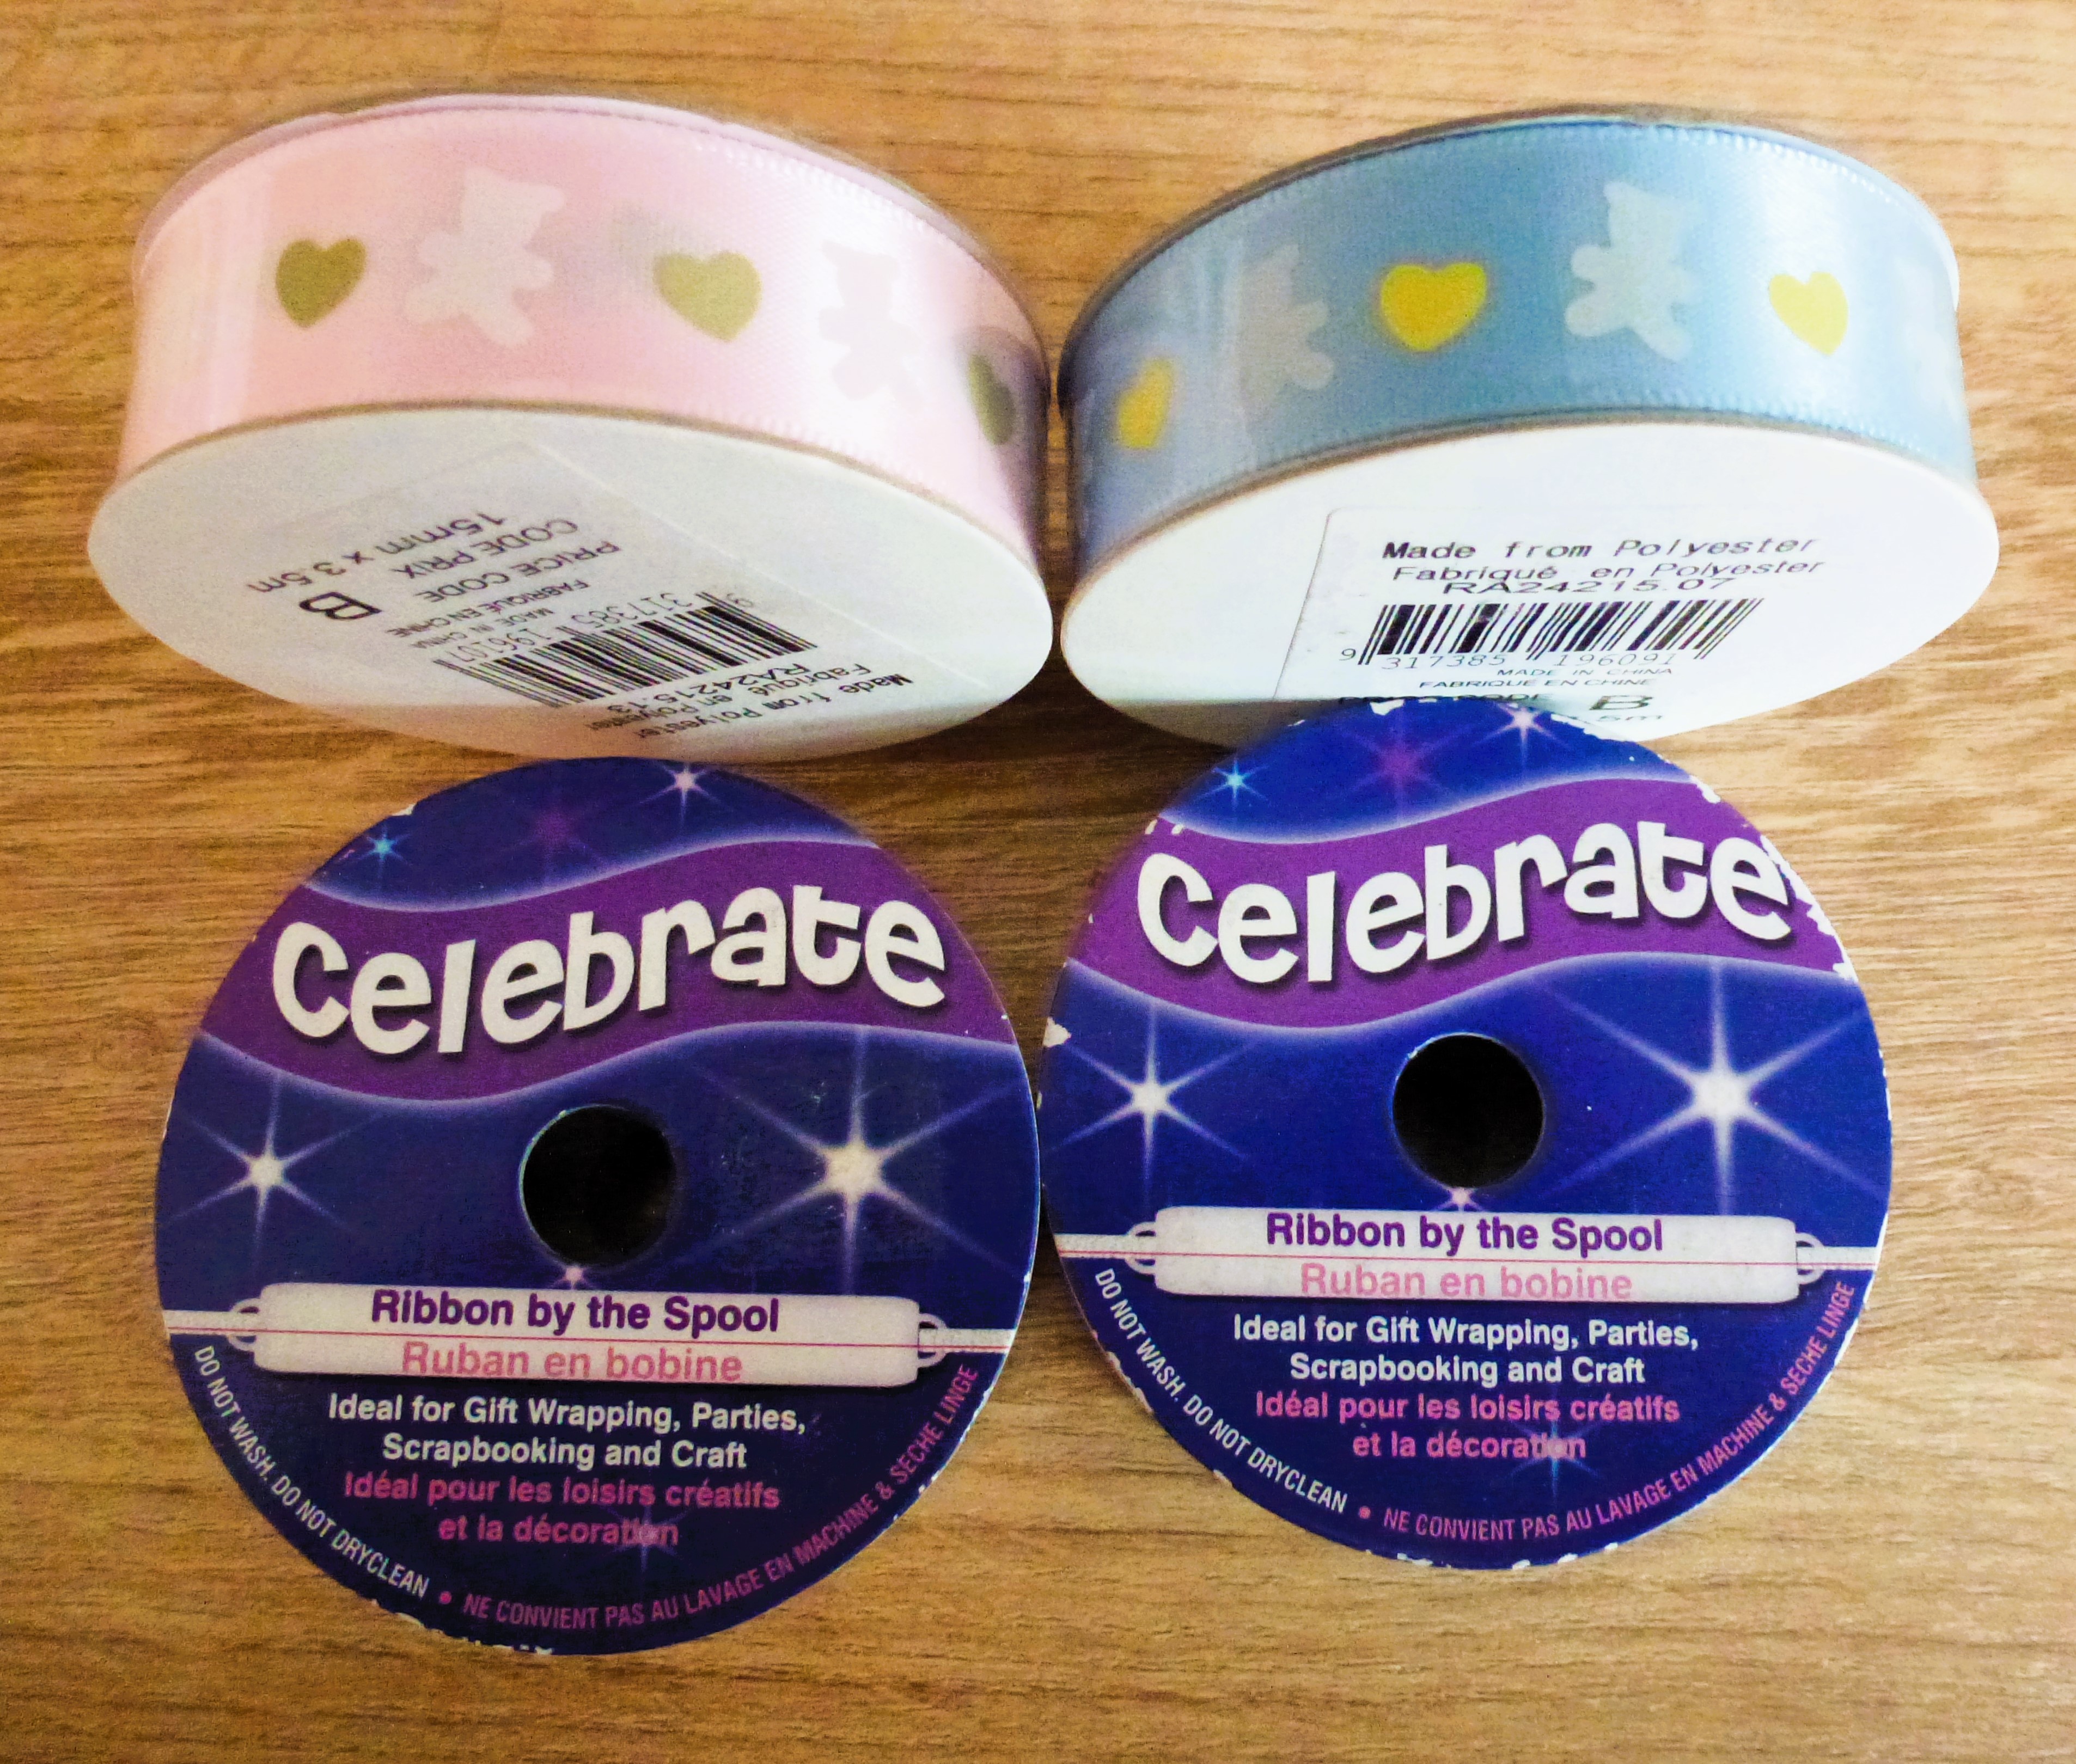 15mm x 3.5m
CODE PRIX
PRICE CODE
B
FABRIQUÉ EN CHINE
MADE IN CHINA
9 317385 196107
RA24215.13
Fabriqué en Polyester
Made from Polyester
Made from Polyester
Fabriqué en Polyester
RA24215.07
9 317385 196091
MADE IN CHINA
FABRIQUÉ EN CHINE
PRICE CODE B
.5m
Celebrate
Ribbon by the Spool
Ruban en bobine
Ideal for Gift Wrapping, Parties,
Scrapbooking and Craft
Idéal pour les loisirs créatifs
et la décoration
DO NOT WASH. DO NOT DRYCLEAN • NE CONVIENT PAS AU LAVAGE EN MACHINE & SECHE LINGE
Celebrate
Ribbon by the Spool
Ruban en bobine
Ideal for Gift Wrapping, Parties,
Scrapbooking and Craft
Idéal pour les loisirs créatifs
et la décoration
DO NOT WASH. DO NOT DRYCLEAN • NE CONVIENT PAS AU LAVAGE EN MACHINE & SECHE LINGE